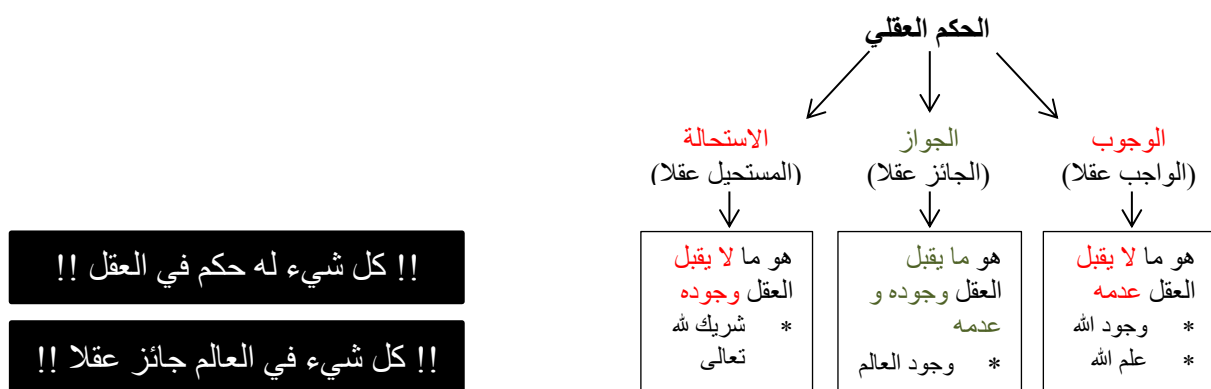 الحكم العقلي
الوجوب
(الواجب عقلا)
هو ما لا يقبل
العقل عدمه
* وجود الله
* علم الله
الجواز
(الجائز عقلا)
هو ما يقبل
العقل وجوده و
عدمه
* وجود العالم
الاستحالة
(المستحيل عقلا)
هو ما لا يقبل
العقل وجوده
* شريك لله
تعالى
!! كل شيء له حكم في العقل !!
!! كل شيء في العالم جائز عقلا !!